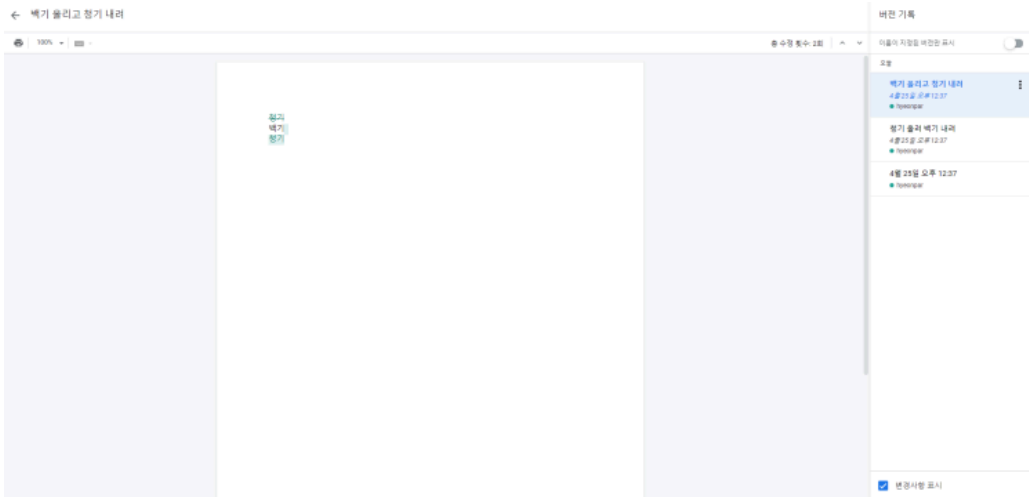 백기 올리고 청기 내려
100%
총 수정 횟수: 2회
청기
백기
청기
버전 기록
이름이 지정된 버전만 표시
오늘
백기 올리고 청기 내려
4월 25일 오후 12:37
hyeonpar
청기 올려 백기 내려
4월 25일 오후 12:37
hyeonpar
4월 25일 오후 12:37
hyeonpar
변경사항 표시